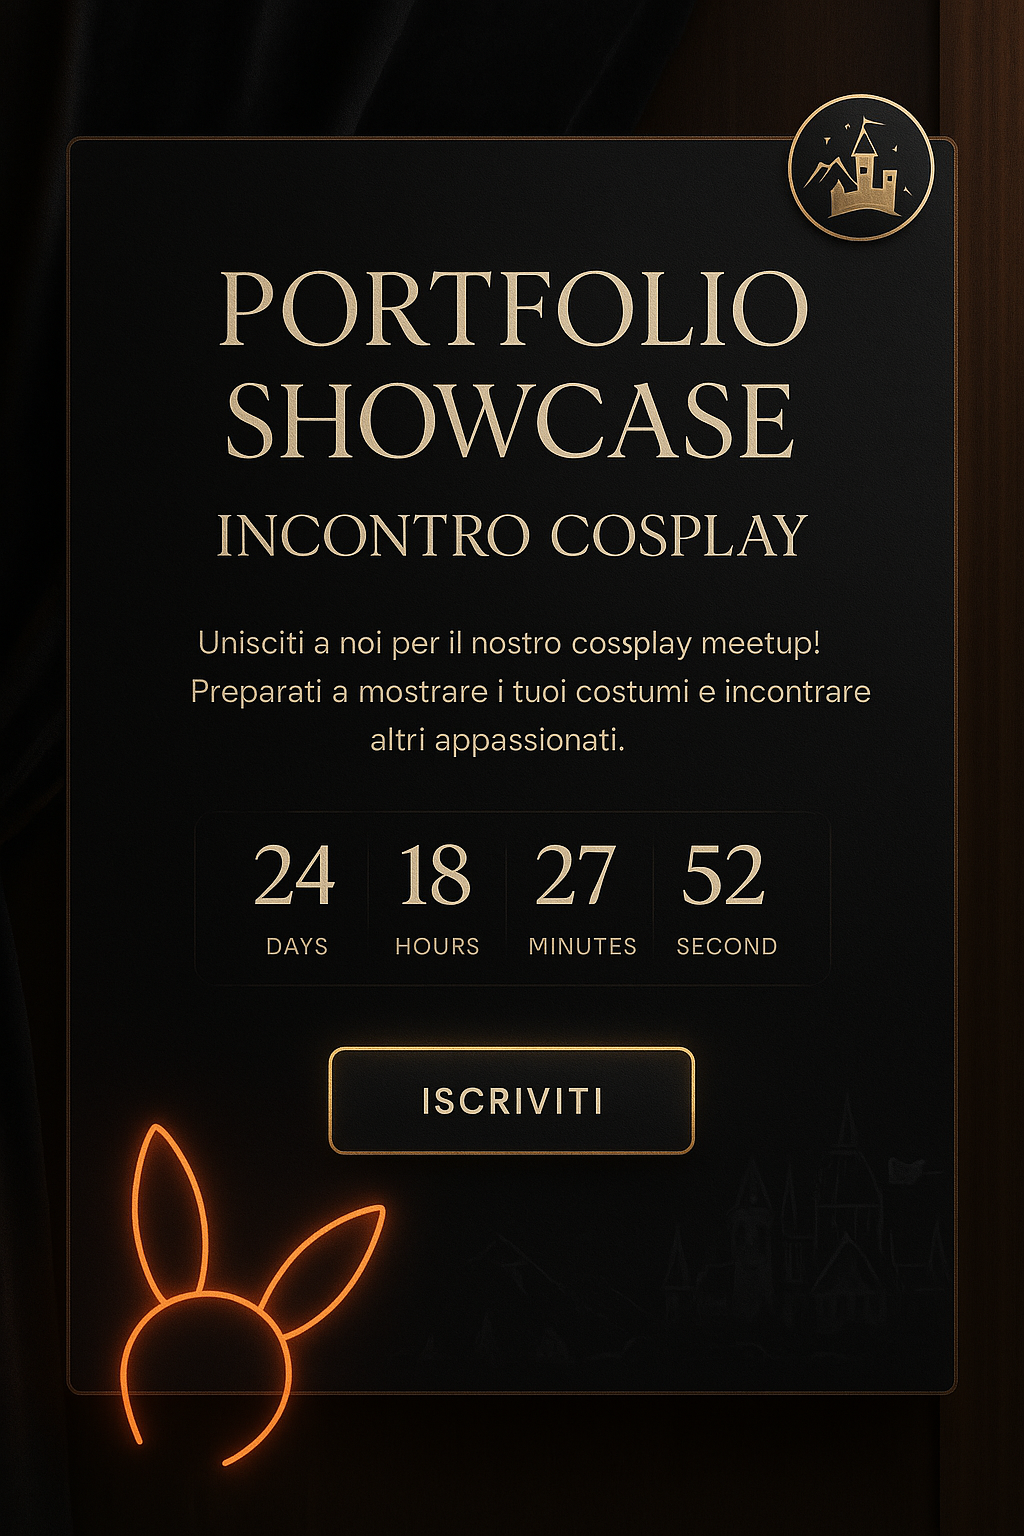 PORTFOLIO
SHOWCASE
INCONTRO COSPLAY
Unisciti a noi per il nostro cossplay meetup!
Preparati a mostrare i tuoi costumi e incontrare
altri appassionati.
24 18 27 52
DAYS HOURS MINUTES SECOND
ISCRIVITI